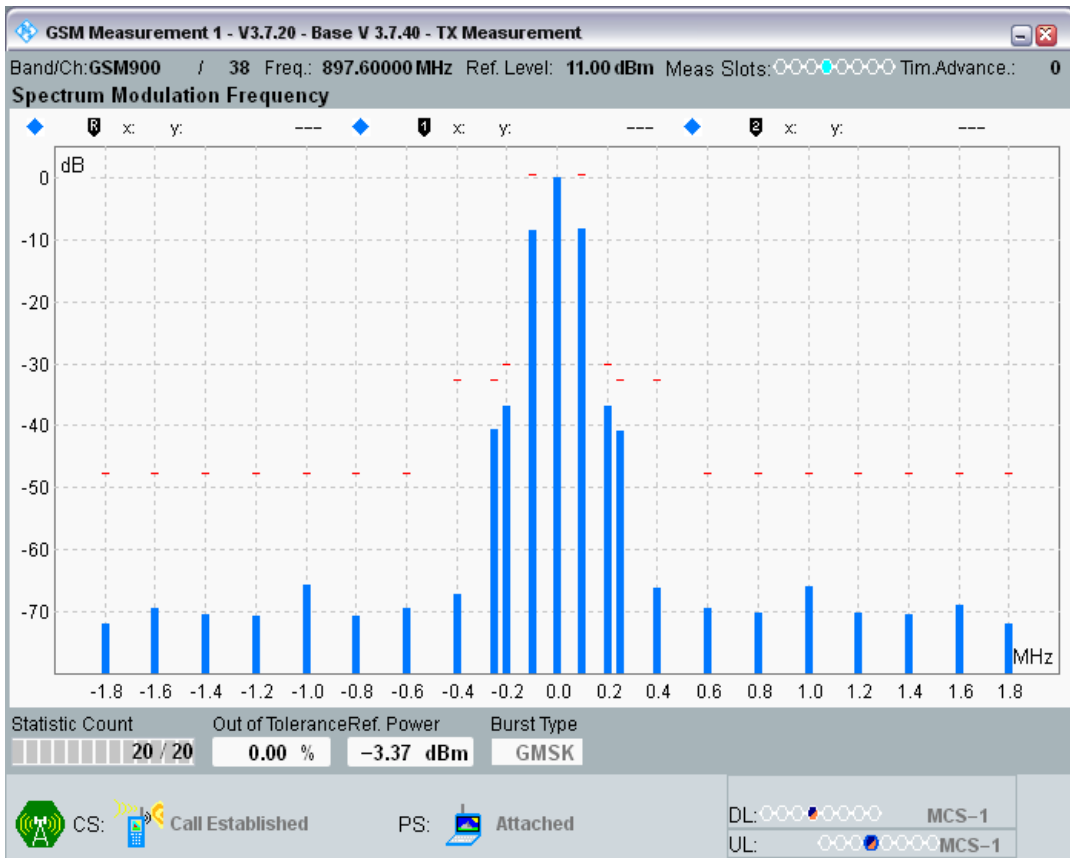 GSM Measurement 1 - V3.7.20 - Base V 3.7.40 - TX Measurement
Band/Ch:GSM900 / 38 Freq.: 897.60000 MHz Ref. Level: 11.00 dBm Meas Slots: Tim.Advance.: 0
Spectrum Modulation Frequency
R x: y: --- 1 x: y: --- 2 x: y: ---
dB
0
-10
-20
-30
-40
-50
-60
-70
MHz
-1.8 -1.6 -1.4 -1.2 -1.0 -0.8 -0.6 -0.4 -0.2 0.0 0.2 0.4 0.6 0.8 1.0 1.2 1.4 1.6 1.8
Statistic Count Out of Tolerance Ref. Power Burst Type
20 / 20 0.00 % −3.37 dBm GMSK
CS: Call Established PS: Attached
DL: MCS−1
UL: MCS−1